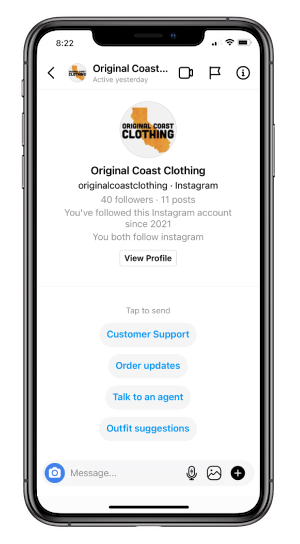 8:22
Original Coast...
Active yesterday
ORIGINAL COAST
CLOTHING
Original Coast Clothing
originalcoastclothing · Instagram
40 followers · 11 posts
You've followed this Instagram account
since 2021
You both follow instagram
View Profile
Tap to send
Customer Support
Order updates
Talk to an agent
Outfit suggestions
Message...